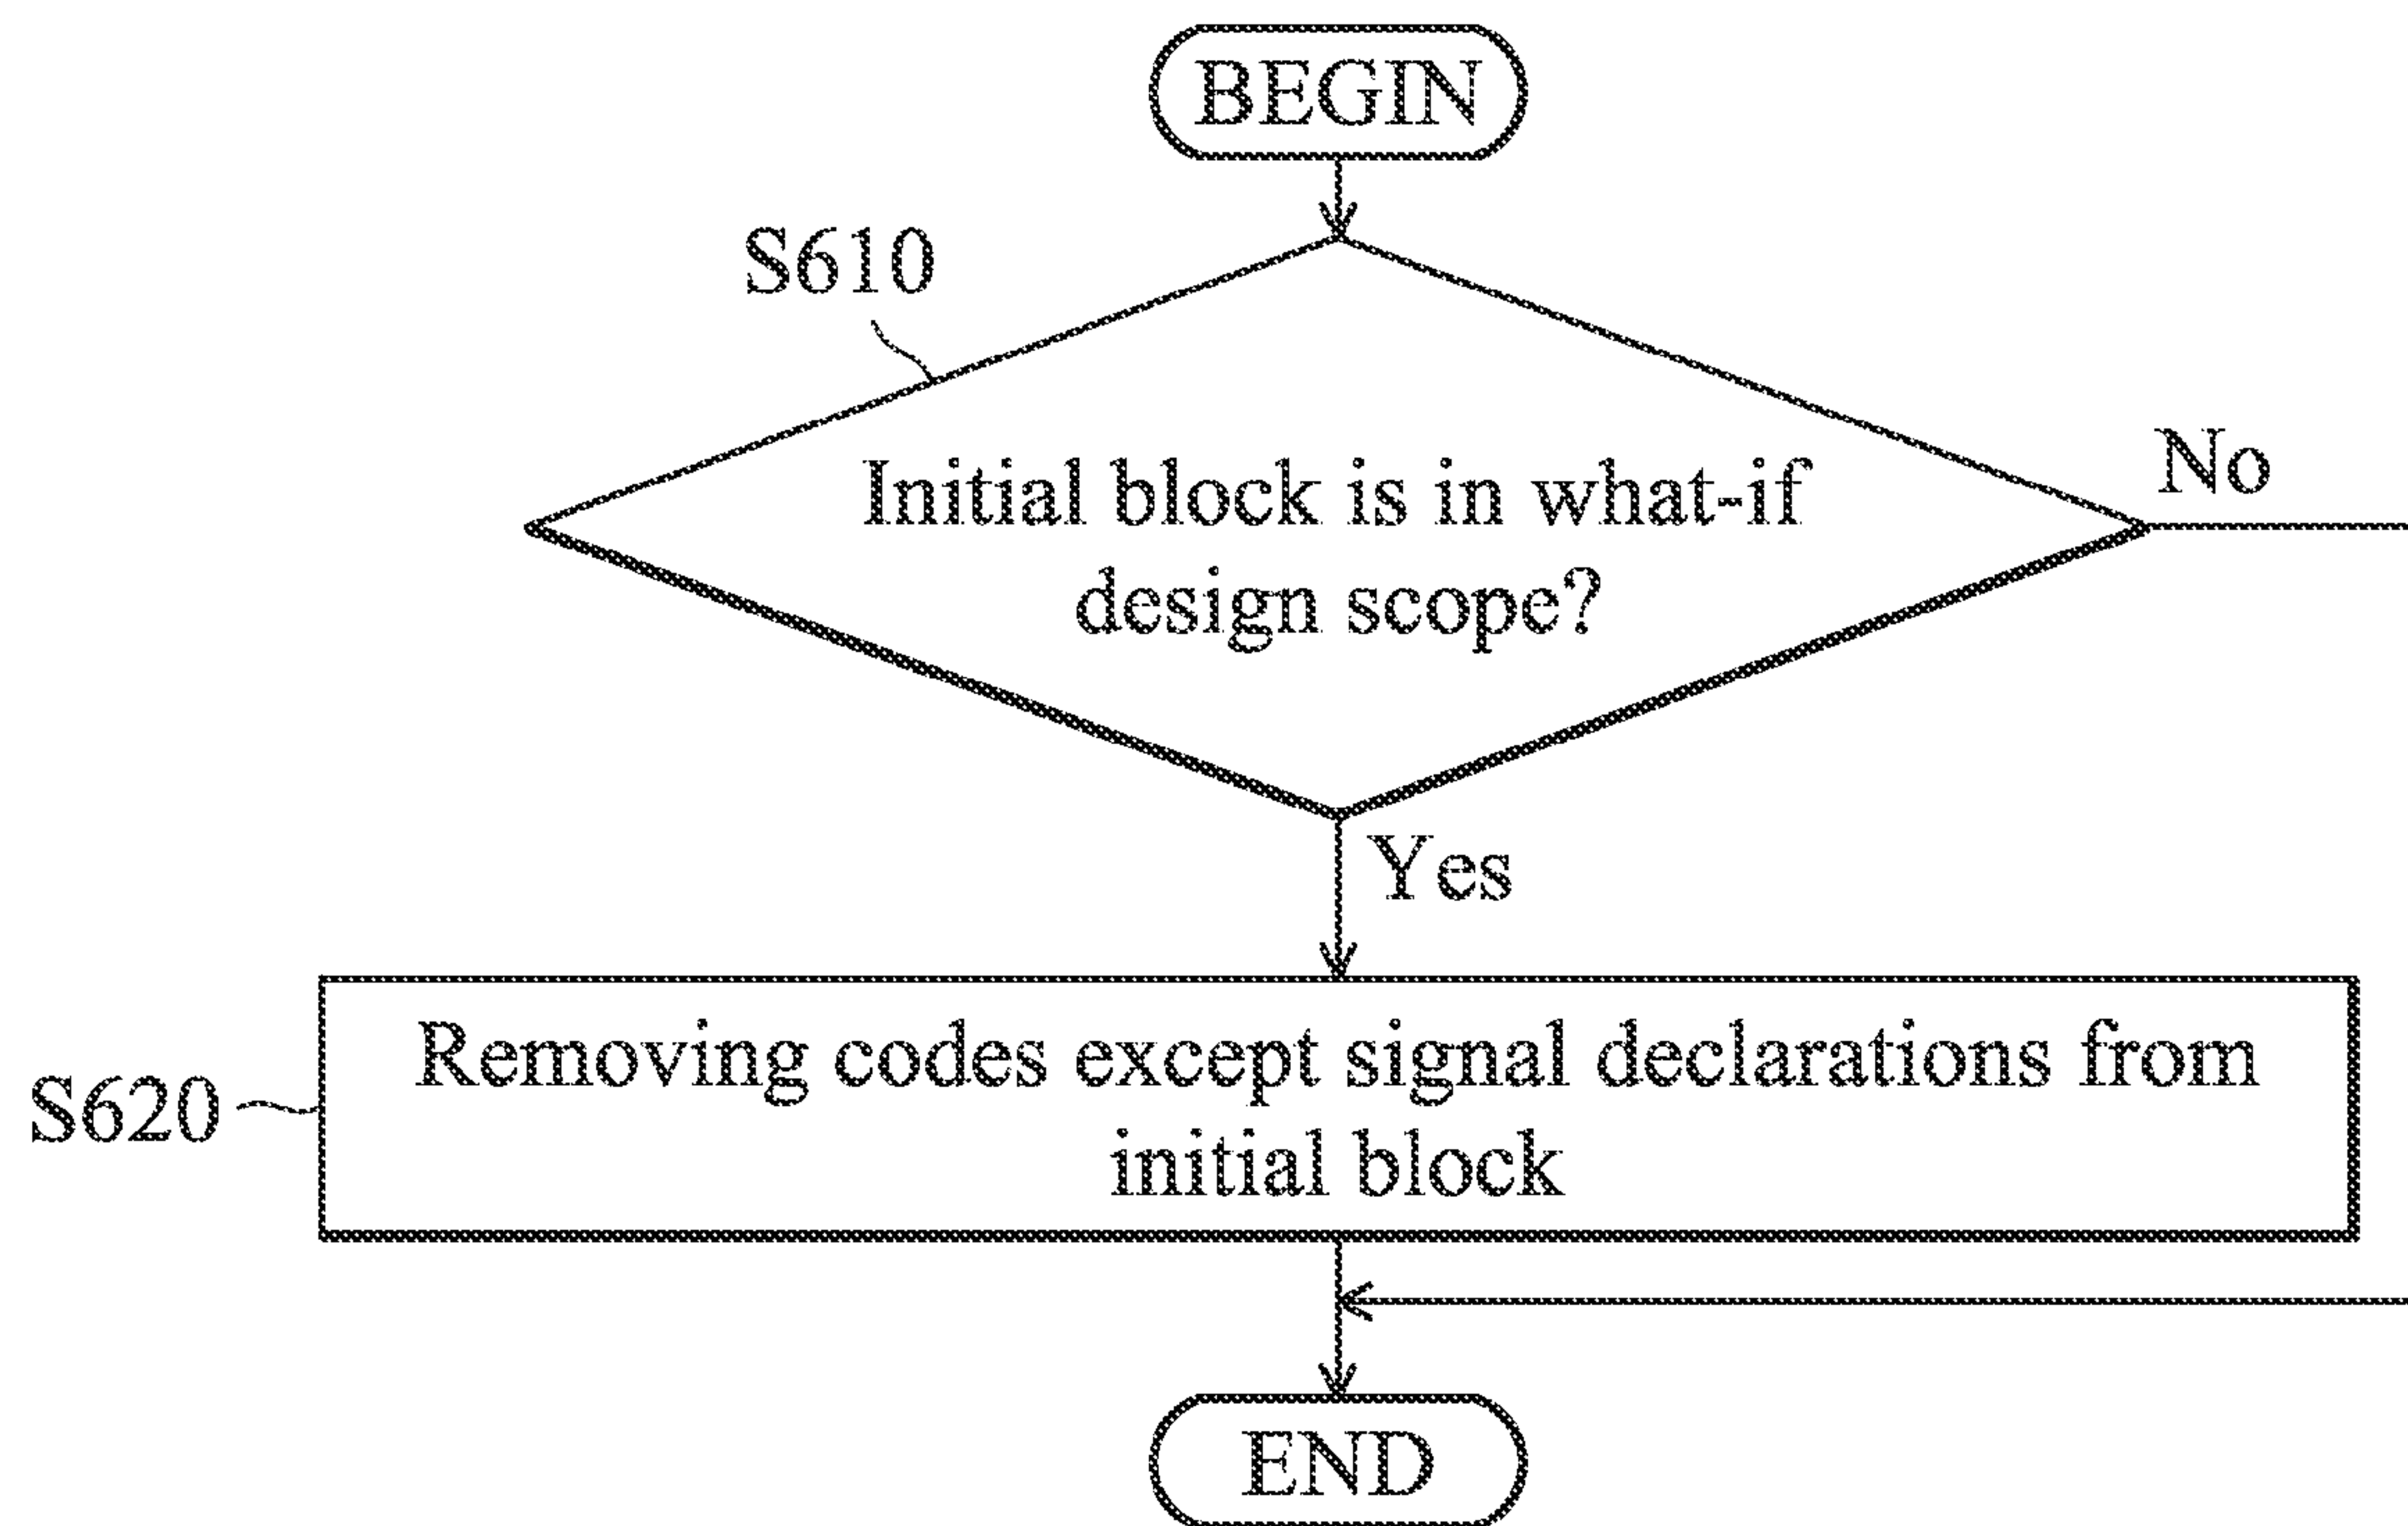 BEGIN
S610
Initial block is in what-if
design scope?
No
Yes
S620
Removing codes except signal declarations from
initial block
END